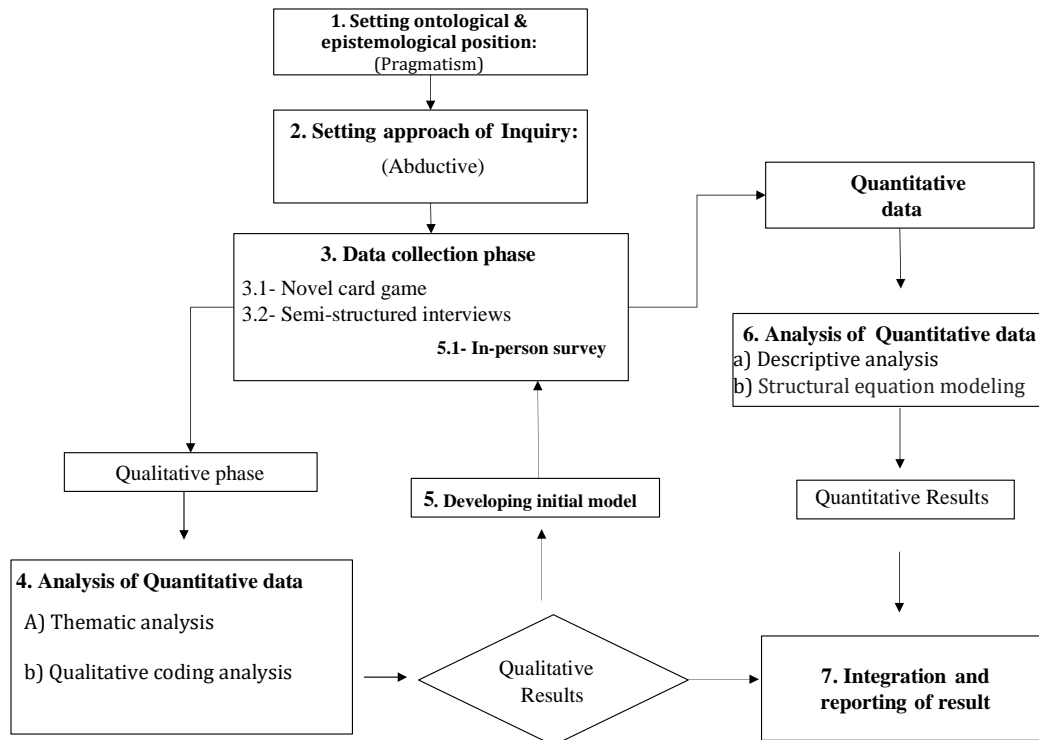 1. Setting ontological &
epistemological position:
(Pragmatism)
2. Setting approach of Inquiry:
(Abductive)
Quantitative
data
3. Data collection phase
3.1- Novel card game
3.2- Semi-structured interviews
5.1- In-person survey
6. Analysis of Quantitative data
a) Descriptive analysis
b) Structural equation modeling
Qualitative phase
5. Developing initial model
Quantitative Results
4. Analysis of Quantitative data
A) Thematic analysis
b) Qualitative coding analysis
Qualitative
Results
7. Integration and
reporting of result